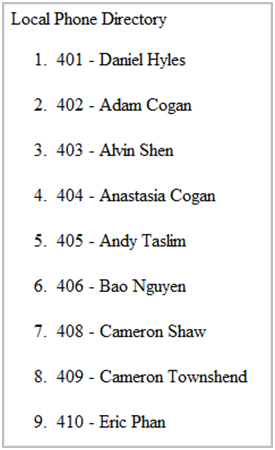 Local Phone Directory
1. 401 - Daniel Hyles
2. 402 - Adam Cogan
3. 403 - Alvin Shen
4. 404 - Anastasia Cogan
5. 405 - Andy Taslim
6. 406 - Bao Nguyen
7. 408 - Cameron Shaw
8. 409 - Cameron Townshend
9. 410 - Eric Phan